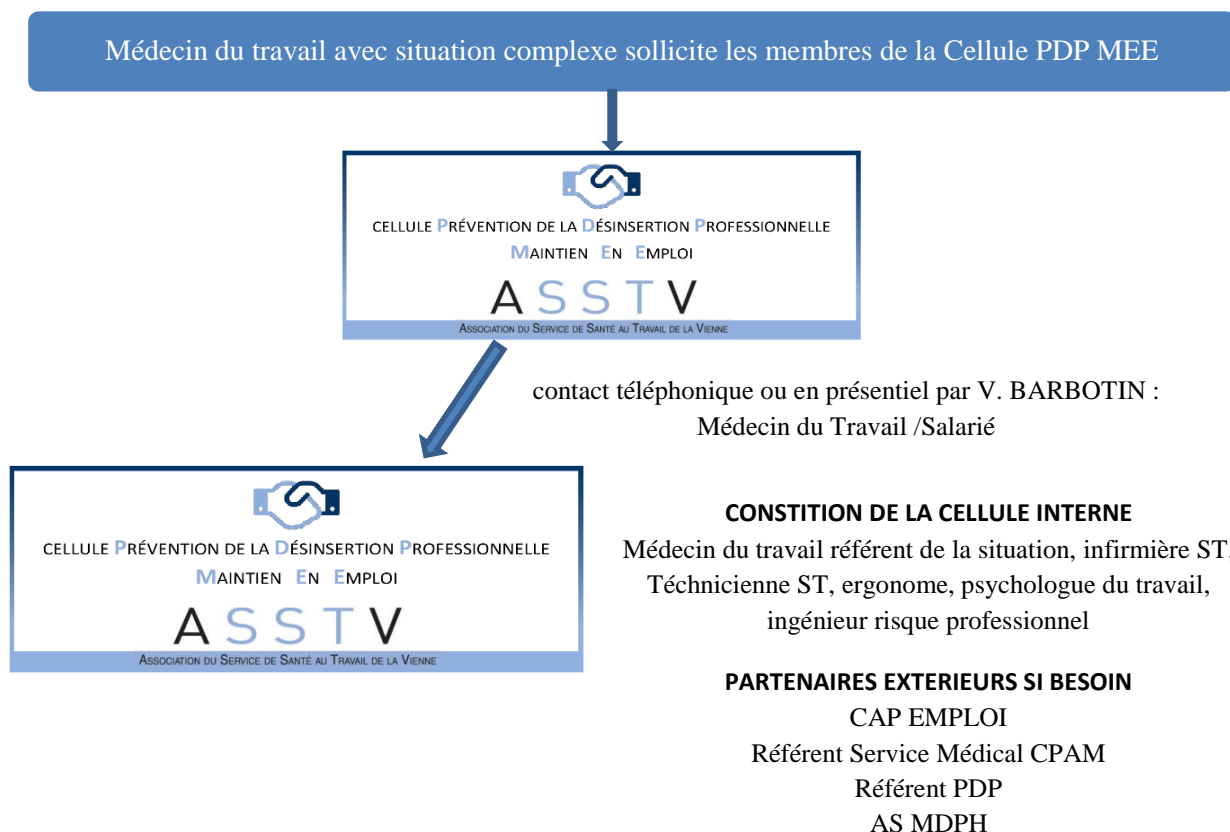 Médecin du travail avec situation complexe sollicite les membres de la Cellule PDP MEE
CELLULE PRÉVENTION DE LA DÉSINSERTION PROFESSIONNELLE
MAINTIEN EN EMPLOI
ASSTV
ASSOCIATION DU SERVICE DE SANTÉ AU TRAVAIL DE LA VIENNE
contact téléphonique ou en présentiel par V. BARBOTIN :
Médecin du Travail /Salarié
CELLULE PRÉVENTION DE LA DÉSINSERTION PROFESSIONNELLE
MAINTIEN EN EMPLOI
ASSTV
ASSOCIATION DU SERVICE DE SANTÉ AU TRAVAIL DE LA VIENNE
CONSTITION DE LA CELLULE INTERNE
Médecin du travail référent de la situation, infirmière ST,
Téchnicienne ST, ergonome, psychologue du travail,
ingénieur risque professionnel
PARTENAIRES EXTERIEURS SI BESOIN
CAP EMPLOI
Référent Service Médical CPAM
Référent PDP
AS MDPH